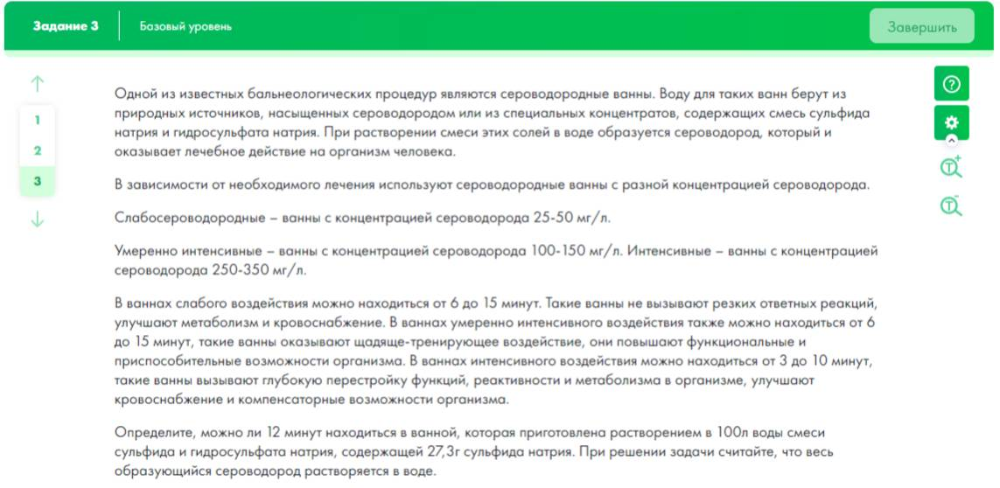 Задание 3
Базовый уровень
Завершить
1
2
3
Одной из известных бальнеологических процедур являются сероводородные ванны. Воду для таких ванн берут из
природных источников, насыщенных сероводородом или из специальных концентратов, содержащих смесь сульфида
натрия и гидросульфата натрия. При растворении смеси этих солей в воде образуется сероводород, который и
оказывает лечебное действие на организм человека.
В зависимости от необходимого лечения используют сероводородные ванны с разной концентрацией сероводорода.
Слабосероводородные – ванны с концентрацией сероводорода 25-50 мг/л.
Умеренно интенсивные – ванны с концентрацией сероводорода 100-150 мг/л. Интенсивные – ванны с концентрацией
сероводорода 250-350 мг/л.
В ваннах слабого воздействия можно находиться от 6 до 15 минут. Такие ванны не вызывают резких ответных реакций,
улучшают метаболизм и кровоснабжение. В ваннах умеренно интенсивного воздействия также можно находиться от 6
до 15 минут, такие ванны оказывают щадяще-тренирующее воздействие, они повышают функциональные и
приспособительные возможности организма. В ваннах интенсивного воздействия можно находиться от 3 до 10 минут,
такие ванны вызывают глубокую перестройку функций, реактивности и метаболизма в организме, улучшают
кровоснабжение и компенсаторные возможности организма.
Определите, можно ли 12 минут находиться в ванной, которая приготовлена растворением в 100л воды смеси
сульфида и гидросульфата натрия, содержащей 27,3г сульфида натрия. При решении задачи считайте, что весь
образующийся сероводород растворяется в воде.